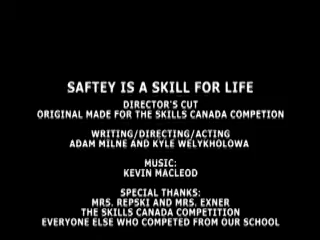 SAFTEY IS A SKILL FOR LIFE
DIRECTOR'S CUT
ORIGINAL MADE FOR THE SKILLS CANADA COMPETION
WRITING/DIRECTING/ACTING
ADAM MILNE AND KYLE WELYKHOLOWA
MUSIC:
KEVIN MACLEOD
SPECIAL THANKS:
MRS. REPSKI AND MRS. EXNER
THE SKILLS CANADA COMPETITION
EVERYONE ELSE WHO COMPETED FROM OUR SCHOOL